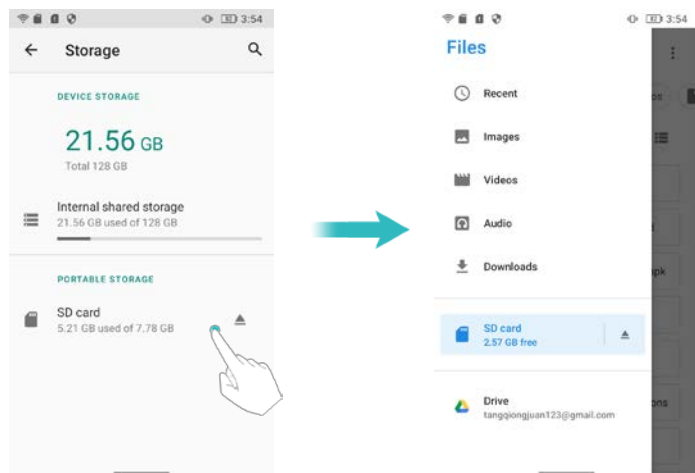 3:54
Storage
DEVICE STORAGE
21.56 GB
Total 128 GB
Internal shared storage
21.56 GB used of 128 GB
PORTABLE STORAGE
SD card
5.21 GB used of 7.78 GB
3:54
Files
Recent
Images
Videos
Audio
Downloads
SD card
2.57 GB free
Drive
tangqiongjuan123@gmail.com